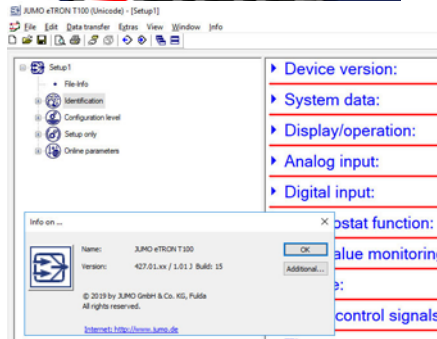 JUMO eTRON T100 (Unicode) - [Setup1]
File Edit Data transfer Extras View Window Info
Setup1
File-Info
Identification
Configuration level
Setup only
Online parameters
Device version:
System data:
Display/operation:
Analog input:
Digital input:
ostat function:
alue monitoring
e:
control signals
Info on ...
Name: JUMO eTRON T100
Version: 427.01.xx / 1.01 J Build: 15
© 2019 by JUMO GmbH & Co. KG, Fulda
All rights reserved.
Internet: http://www.jumo.de
OK
Additional...